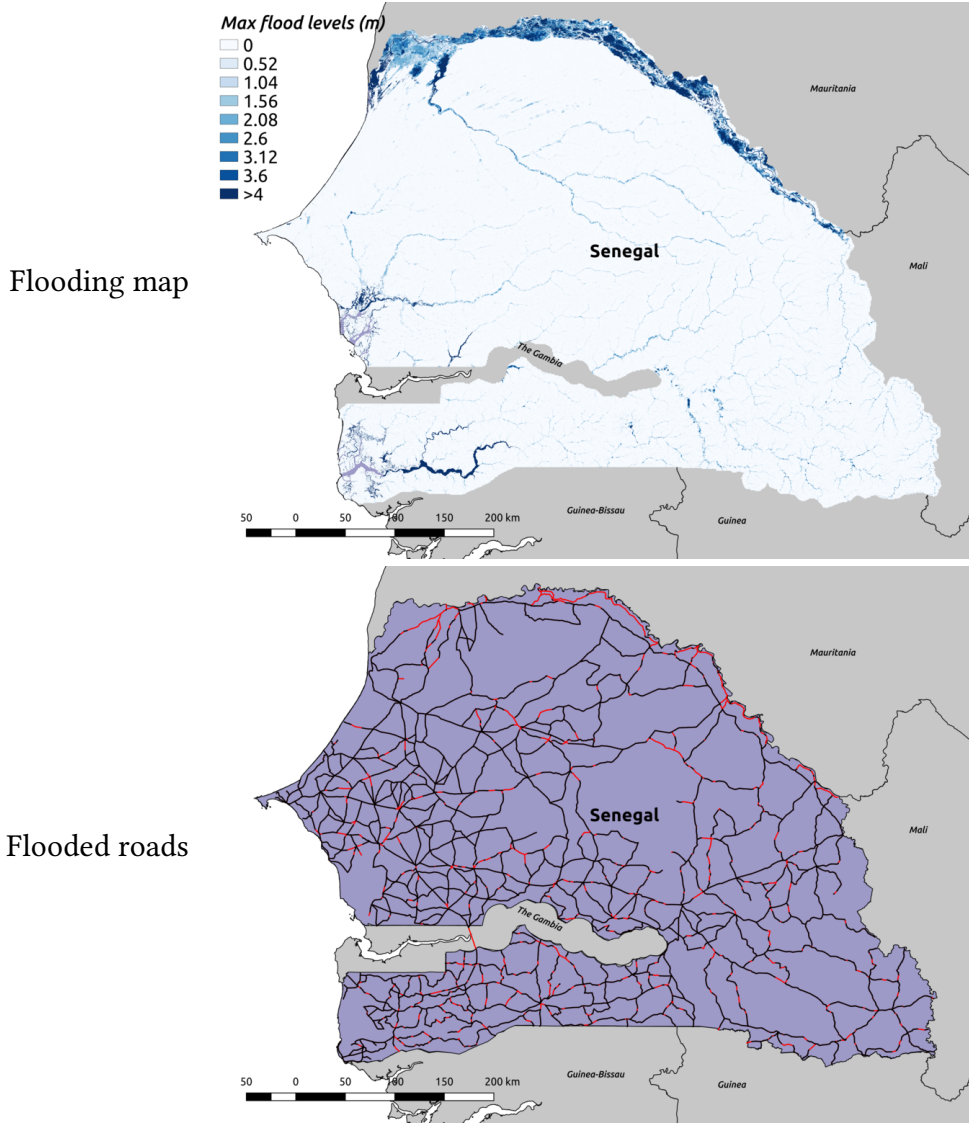 Max flood levels (m)
0
0.52
1.04
1.56
2.08
2.6
3.12
3.6
>4
Mauritania
Senegal
Mali
Flooding map
The Gambia
Guinea-Bissau
Guinea
50 0 50 100 150 200 km
Mauritania
Senegal
Mali
Flooded roads
The Gambia
Guinea-Bissau
Guinea
50 0 50 100 150 200 km